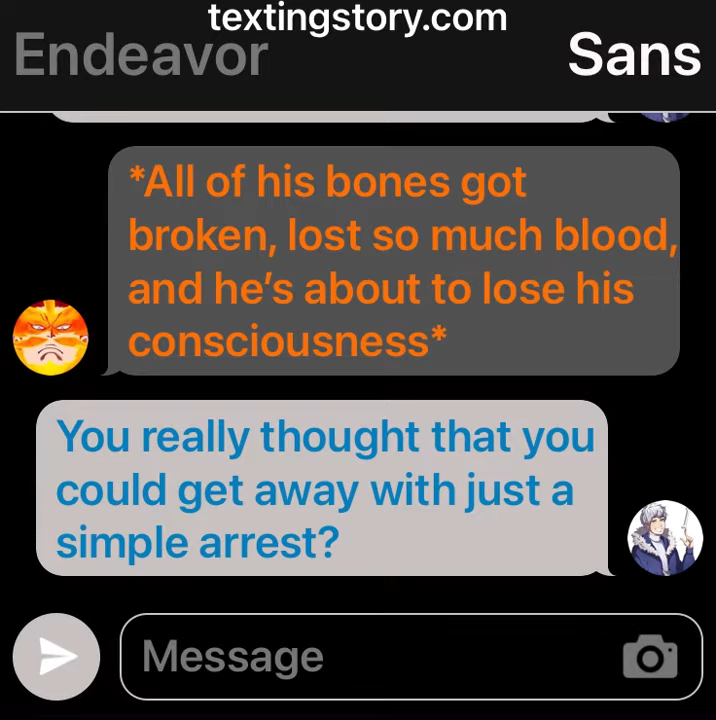 textingstory.com
Endeavor
Sans
*All of his bones got
broken, lost so much blood,
and he’s about to lose his
consciousness*
You really thought that you
could get away with just a
simple arrest?
Message